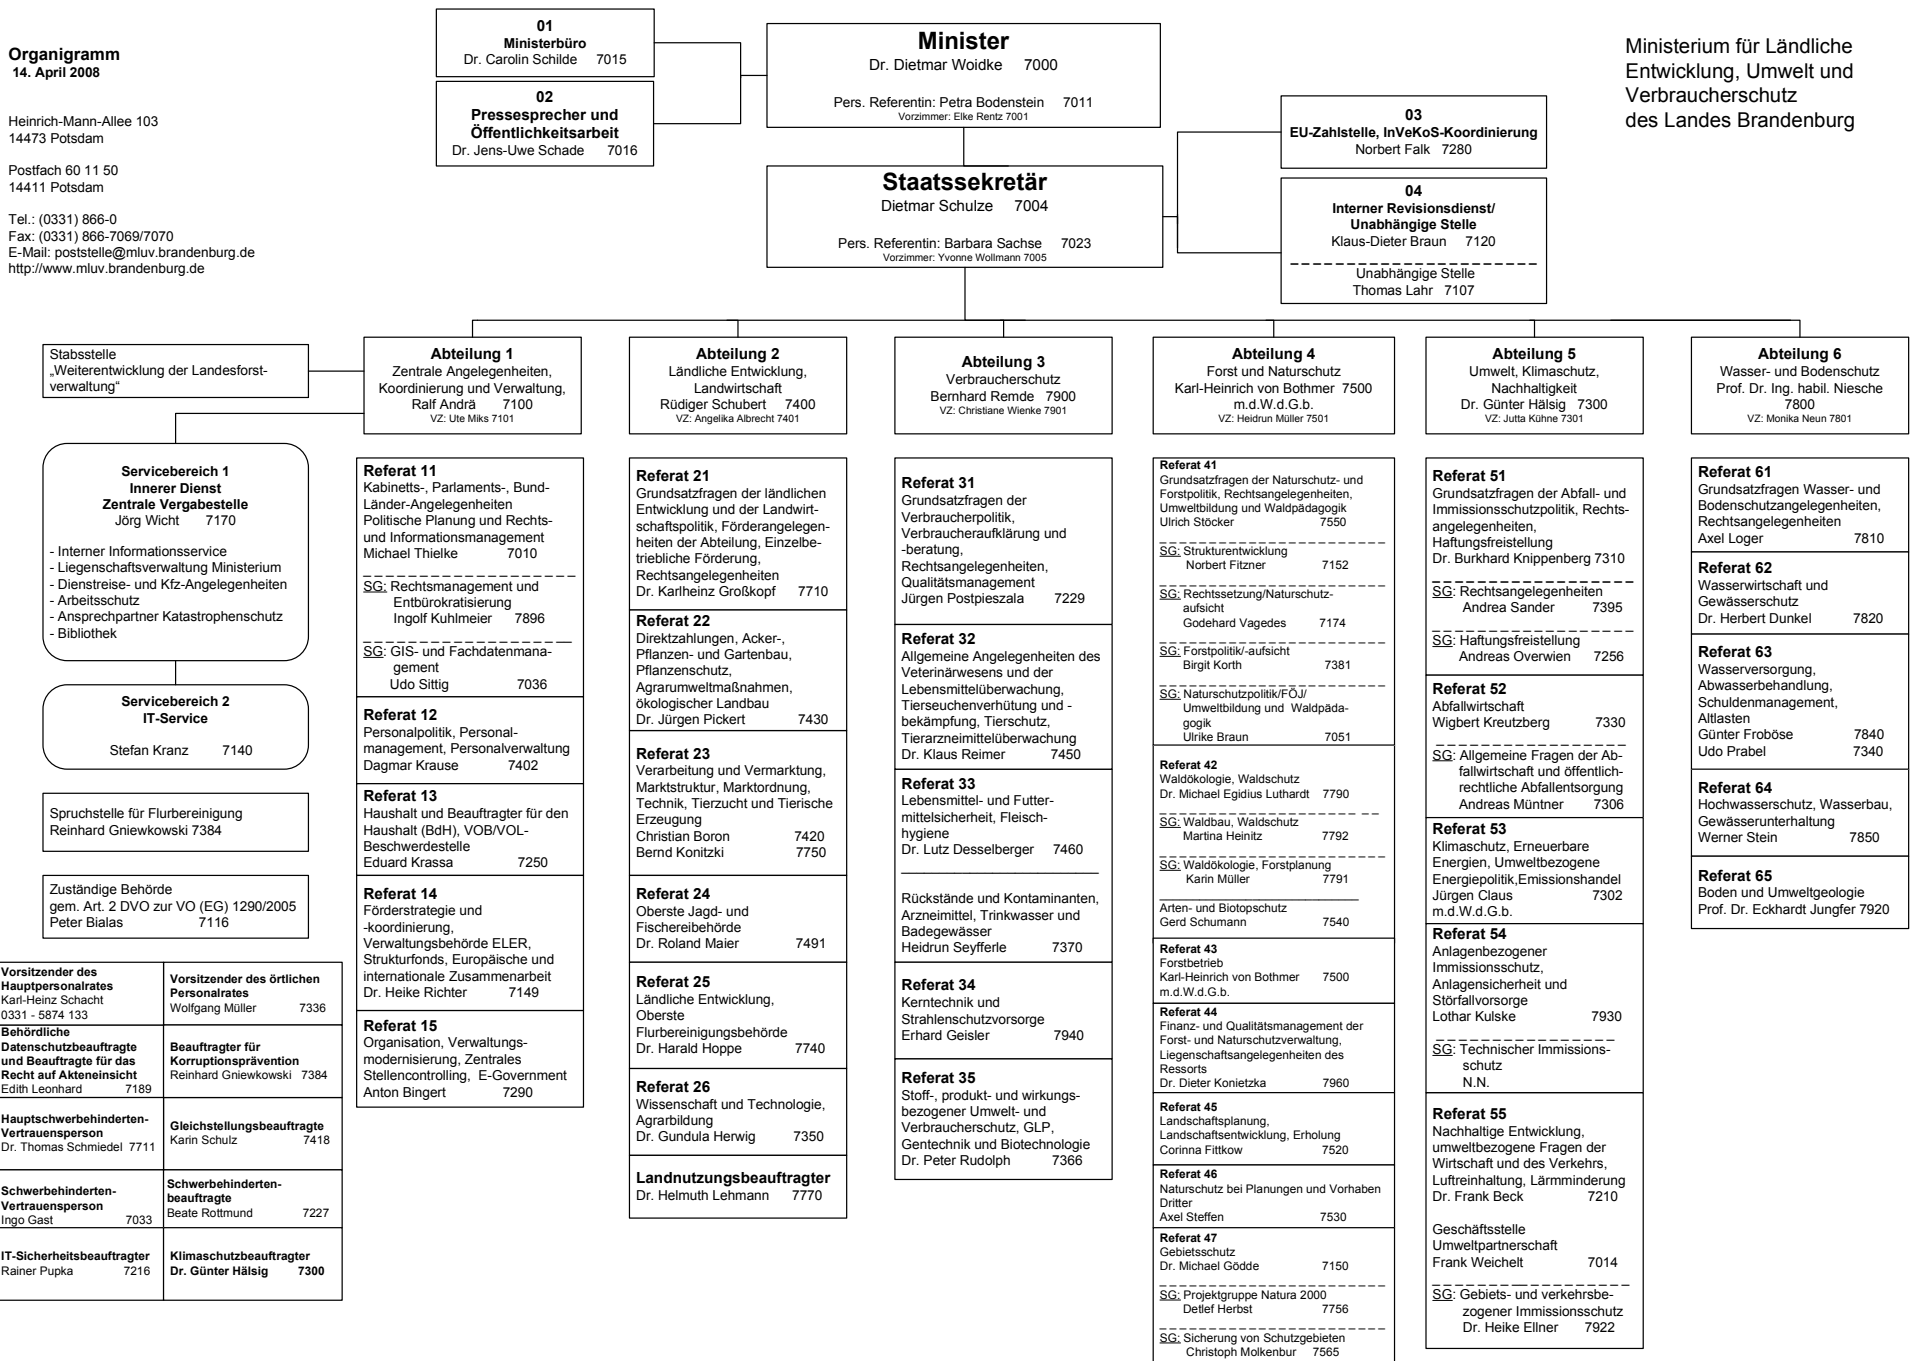 Organigramm
14. April 2008
Heinrich-Mann-Allee 103
14473 Potsdam
Postfach 60 11 50
14411 Potsdam
Tel.: (0331) 866-0
Fax: (0331) 866-7069/7070
E-Mail: poststelle@mluv.brandenburg.de
http://www.mluv.brandenburg.de
01
Ministerbüro
Dr. Carolin Schilde 7015
02
Pressesprecher und
Öffentlichkeitsarbeit
Dr. Jens-Uwe Schade 7016
Minister
Dr. Dietmar Woidke 7000
Pers. Referentin: Petra Bodenstein 7011
Vorzimmer: Elke Rentz 7001
Staatssekretär
Dietmar Schulze 7004
Pers. Referentin: Barbara Sachse 7023
Vorzimmer: Yvonne Wollmann 7005
03
EU-Zahlstelle, InVeKoS-Koordinierung
Norbert Falk 7280
04
Interner Revisionsdienst/
Unabhängige Stelle
Klaus-Dieter Braun 7120
Unabhängige Stelle
Thomas Lahr 7107
Ministerium für Ländliche
Entwicklung, Umwelt und
Verbraucherschutz
des Landes Brandenburg
Stabsstelle
„Weiterentwicklung der Landesforst-
verwaltung“
Servicebereich 1
Innerer Dienst
Zentrale Vergabestelle
Jörg Wicht 7170
- Interner Informationsservice
- Liegenschaftsverwaltung Ministerium
- Dienstreise- und Kfz-Angelegenheiten
- Arbeitsschutz
- Ansprechpartner Katastrophenschutz
- Bibliothek
Servicebereich 2
IT-Service
Stefan Kranz 7140
Spruchstelle für Flurbereinigung
Reinhard Gniewkowski 7384
Zuständige Behörde
gem. Art. 2 DVO zur VO (EG) 1290/2005
Peter Bialas 7116
Vorsitzender des
Hauptpersonalrates
Karl-Heinz Schacht
0331 - 5874 133
Vorsitzender des örtlichen
Personalrates
Wolfgang Müller 7336
Behördliche
Datenschutzbeauftragte
und Beauftragte für das
Recht auf Akteneinsicht
Edith Leonhard 7189
Beauftragter für
Korruptionsprävention
Reinhard Gniewkowski 7384
Hauptschwerbehinderten-
Vertrauensperson
Dr. Thomas Schmiedel 7711
Gleichstellungsbeauftragte
Karin Schulz 7418
Schwerbehinderten-
Vertrauensperson
Ingo Gast 7033
Schwerbehinderten-
beauftragte
Beate Rottmund 7227
IT-Sicherheitsbeauftragter
Rainer Pupka 7216
Klimaschutzbeauftragter
Dr. Günter Hälsig 7300
Abteilung 1
Zentrale Angelegenheiten,
Koordinierung und Verwaltung,
Ralf Andrä 7100
VZ: Ute Miks 7101
Referat 11
Kabinetts-, Parlaments-, Bund-
Länder-Angelegenheiten
Politische Planung und Rechts-
und Informationsmanagement
Michael Thielke 7010
SG: Rechtsmanagement und
Entbürokratisierung
Ingolf Kuhlmeier 7896
SG: GIS- und Fachdatenmana-
gement
Udo Sittig 7036
Referat 12
Personalpolitik, Personal-
management, Personalverwaltung
Dagmar Krause 7402
Referat 13
Haushalt und Beauftragter für den
Haushalt (BdH), VOB/VOL-
Beschwerdestelle
Eduard Krassa 7250
Referat 14
Förderstrategie und
-koordinierung,
Verwaltungsbehörde ELER,
Strukturfonds, Europäische und
internationale Zusammenarbeit
Dr. Heike Richter 7149
Referat 15
Organisation, Verwaltungs-
modernisierung, Zentrales
Stellencontrolling, E-Government
Anton Bingert 7290
Abteilung 2
Ländliche Entwicklung,
Landwirtschaft
Rüdiger Schubert 7400
VZ: Angelika Albrecht 7401
Referat 21
Grundsatzfragen der ländlichen
Entwicklung und der Landwirt-
schaftspolitik, Förderangelegen-
heiten der Abteilung, Einzelbe-
triebliche Förderung,
Rechtsangelegenheiten
Dr. Karlheinz Großkopf 7710
Referat 22
Direktzahlungen, Acker-,
Pflanzen- und Gartenbau,
Pflanzenschutz,
Agrarumweltmaßnahmen,
ökologischer Landbau
Dr. Jürgen Pickert 7430
Referat 23
Verarbeitung und Vermarktung,
Marktstruktur, Marktordnung,
Technik, Tierzucht und Tierische
Erzeugung
Christian Boron 7420
Bernd Konitzki 7750
Referat 24
Oberste Jagd- und
Fischereibehörde
Dr. Roland Maier 7491
Referat 25
Ländliche Entwicklung,
Oberste
Flurbereinigungsbehörde
Dr. Harald Hoppe 7740
Referat 26
Wissenschaft und Technologie,
Agrarbildung
Dr. Gundula Herwig 7350
Landnutzungsbeauftragter
Dr. Helmuth Lehmann 7770
Abteilung 3
Verbraucherschutz
Bernhard Remde 7900
VZ: Christiane Wienke 7901
Referat 31
Grundsatzfragen der
Verbraucherpolitik,
Verbraucheraufklärung und
-beratung,
Rechtsangelegenheiten,
Qualitätsmanagement
Jürgen Postpieszala 7229
Referat 32
Allgemeine Angelegenheiten des
Veterinärwesens und der
Lebensmittelüberwachung,
Tierseuchenverhütung und -
bekämpfung, Tierschutz,
Tierarzneimittelüberwachung
Dr. Klaus Reimer 7450
Referat 33
Lebensmittel- und Futter-
mittelsicherheit, Fleisch-
hygiene
Dr. Lutz Desselberger 7460
Rückstände und Kontaminanten,
Arzneimittel, Trinkwasser und
Badegewässer
Heidrun Seyfferle 7370
Referat 34
Kerntechnik und
Strahlenschutzvorsorge
Erhard Geisler 7940
Referat 35
Stoff-, produkt- und wirkungs-
bezogener Umwelt- und
Verbraucherschutz, GLP,
Gentechnik und Biotechnologie
Dr. Peter Rudolph 7366
Abteilung 4
Forst und Naturschutz
Karl-Heinrich von Bothmer 7500
m.d.W.d.G.b.
VZ: Heidrun Müller 7501
Referat 41
Grundsatzfragen der Naturschutz- und
Forstpolitik, Rechtsangelegenheiten,
Umweltbildung und Waldpädagogik
Ulrich Stöcker 7550
SG: Strukturentwicklung
Norbert Fitzner 7152
SG: Rechtssetzung/Naturschutz-
aufsicht
Godehard Vagedes 7174
SG: Forstpolitik/-aufsicht
Birgit Korth 7381
SG: Naturschutzpolitik/FÖJ/
Umweltbildung und Waldpäda-
gogik
Ulrike Braun 7051
Referat 42
Waldökologie, Waldschutz
Dr. Michael Egidius Luthardt 7790
SG: Waldbau, Waldschutz
Martina Heinitz 7792
SG: Waldökologie, Forstplanung
Karin Müller 7791
Arten- und Biotopschutz
Gerd Schumann 7540
Referat 43
Forstbetrieb
Karl-Heinrich von Bothmer 7500
m.d.W.d.G.b.
Referat 44
Finanz- und Qualitätsmanagement der
Forst- und Naturschutzverwaltung,
Liegenschaftsangelegenheiten des
Ressorts
Dr. Dieter Konietzka 7960
Referat 45
Landschaftsplanung,
Landschaftsentwicklung, Erholung
Corinna Fittkow 7520
Referat 46
Naturschutz bei Planungen und Vorhaben
Dritter
Axel Steffen 7530
Referat 47
Gebietsschutz
Dr. Michael Gödde 7150
SG: Projektgruppe Natura 2000
Detlef Herbst 7756
SG: Sicherung von Schutzgebieten
Christoph Molkenbur 7565
Abteilung 5
Umwelt, Klimaschutz,
Nachhaltigkeit
Dr. Günter Hälsig 7300
VZ: Jutta Kühne 7301
Referat 51
Grundsatzfragen der Abfall- und
Immissionsschutzpolitik, Rechts-
angelegenheiten,
Haftungsfreistellung
Dr. Burkhard Knippenberg 7310
SG: Rechtsangelegenheiten
Andrea Sander 7395
SG: Haftungsfreistellung
Andreas Overwien 7256
Referat 52
Abfallwirtschaft
Wigbert Kreutzberg 7330
SG: Allgemeine Fragen der Ab-
fallwirtschaft und öffentlich-
rechtliche Abfallentsorgung
Andreas Müntner 7306
Referat 53
Klimaschutz, Erneuerbare
Energien, Umweltbezogene
Energiepolitik,Emissionshandel
Jürgen Claus 7302
m.d.W.d.G.b.
Referat 54
Anlagenbezogener
Immissionsschutz,
Anlagensicherheit und
Störfallvorsorge
Lothar Kulske 7930
SG: Technischer Immissions-
schutz
N.N.
Referat 55
Nachhaltige Entwicklung,
umweltbezogene Fragen der
Wirtschaft und des Verkehrs,
Luftreinhaltung, Lärmminderung
Dr. Frank Beck 7210
Geschäftsstelle
Umweltpartnerschaft
Frank Weichelt 7014
SG: Gebiets- und verkehrsbe-
zogener Immissionsschutz
Dr. Heike Ellner 7922
Abteilung 6
Wasser- und Bodenschutz
Prof. Dr. Ing. habil. Niesche
7800
VZ: Monika Neun 7801
Referat 61
Grundsatzfragen Wasser- und
Bodenschutzangelegenheiten,
Rechtsangelegenheiten
Axel Loger 7810
Referat 62
Wasserwirtschaft und
Gewässerschutz
Dr. Herbert Dunkel 7820
Referat 63
Wasserversorgung,
Abwasserbehandlung,
Schuldenmanagement,
Altlasten
Günter Froböse 7840
Udo Prabel 7340
Referat 64
Hochwasserschutz, Wasserbau,
Gewässerunterhaltung
Werner Stein 7850
Referat 65
Boden und Umweltgeologie
Prof. Dr. Eckhardt Jungfer 7920